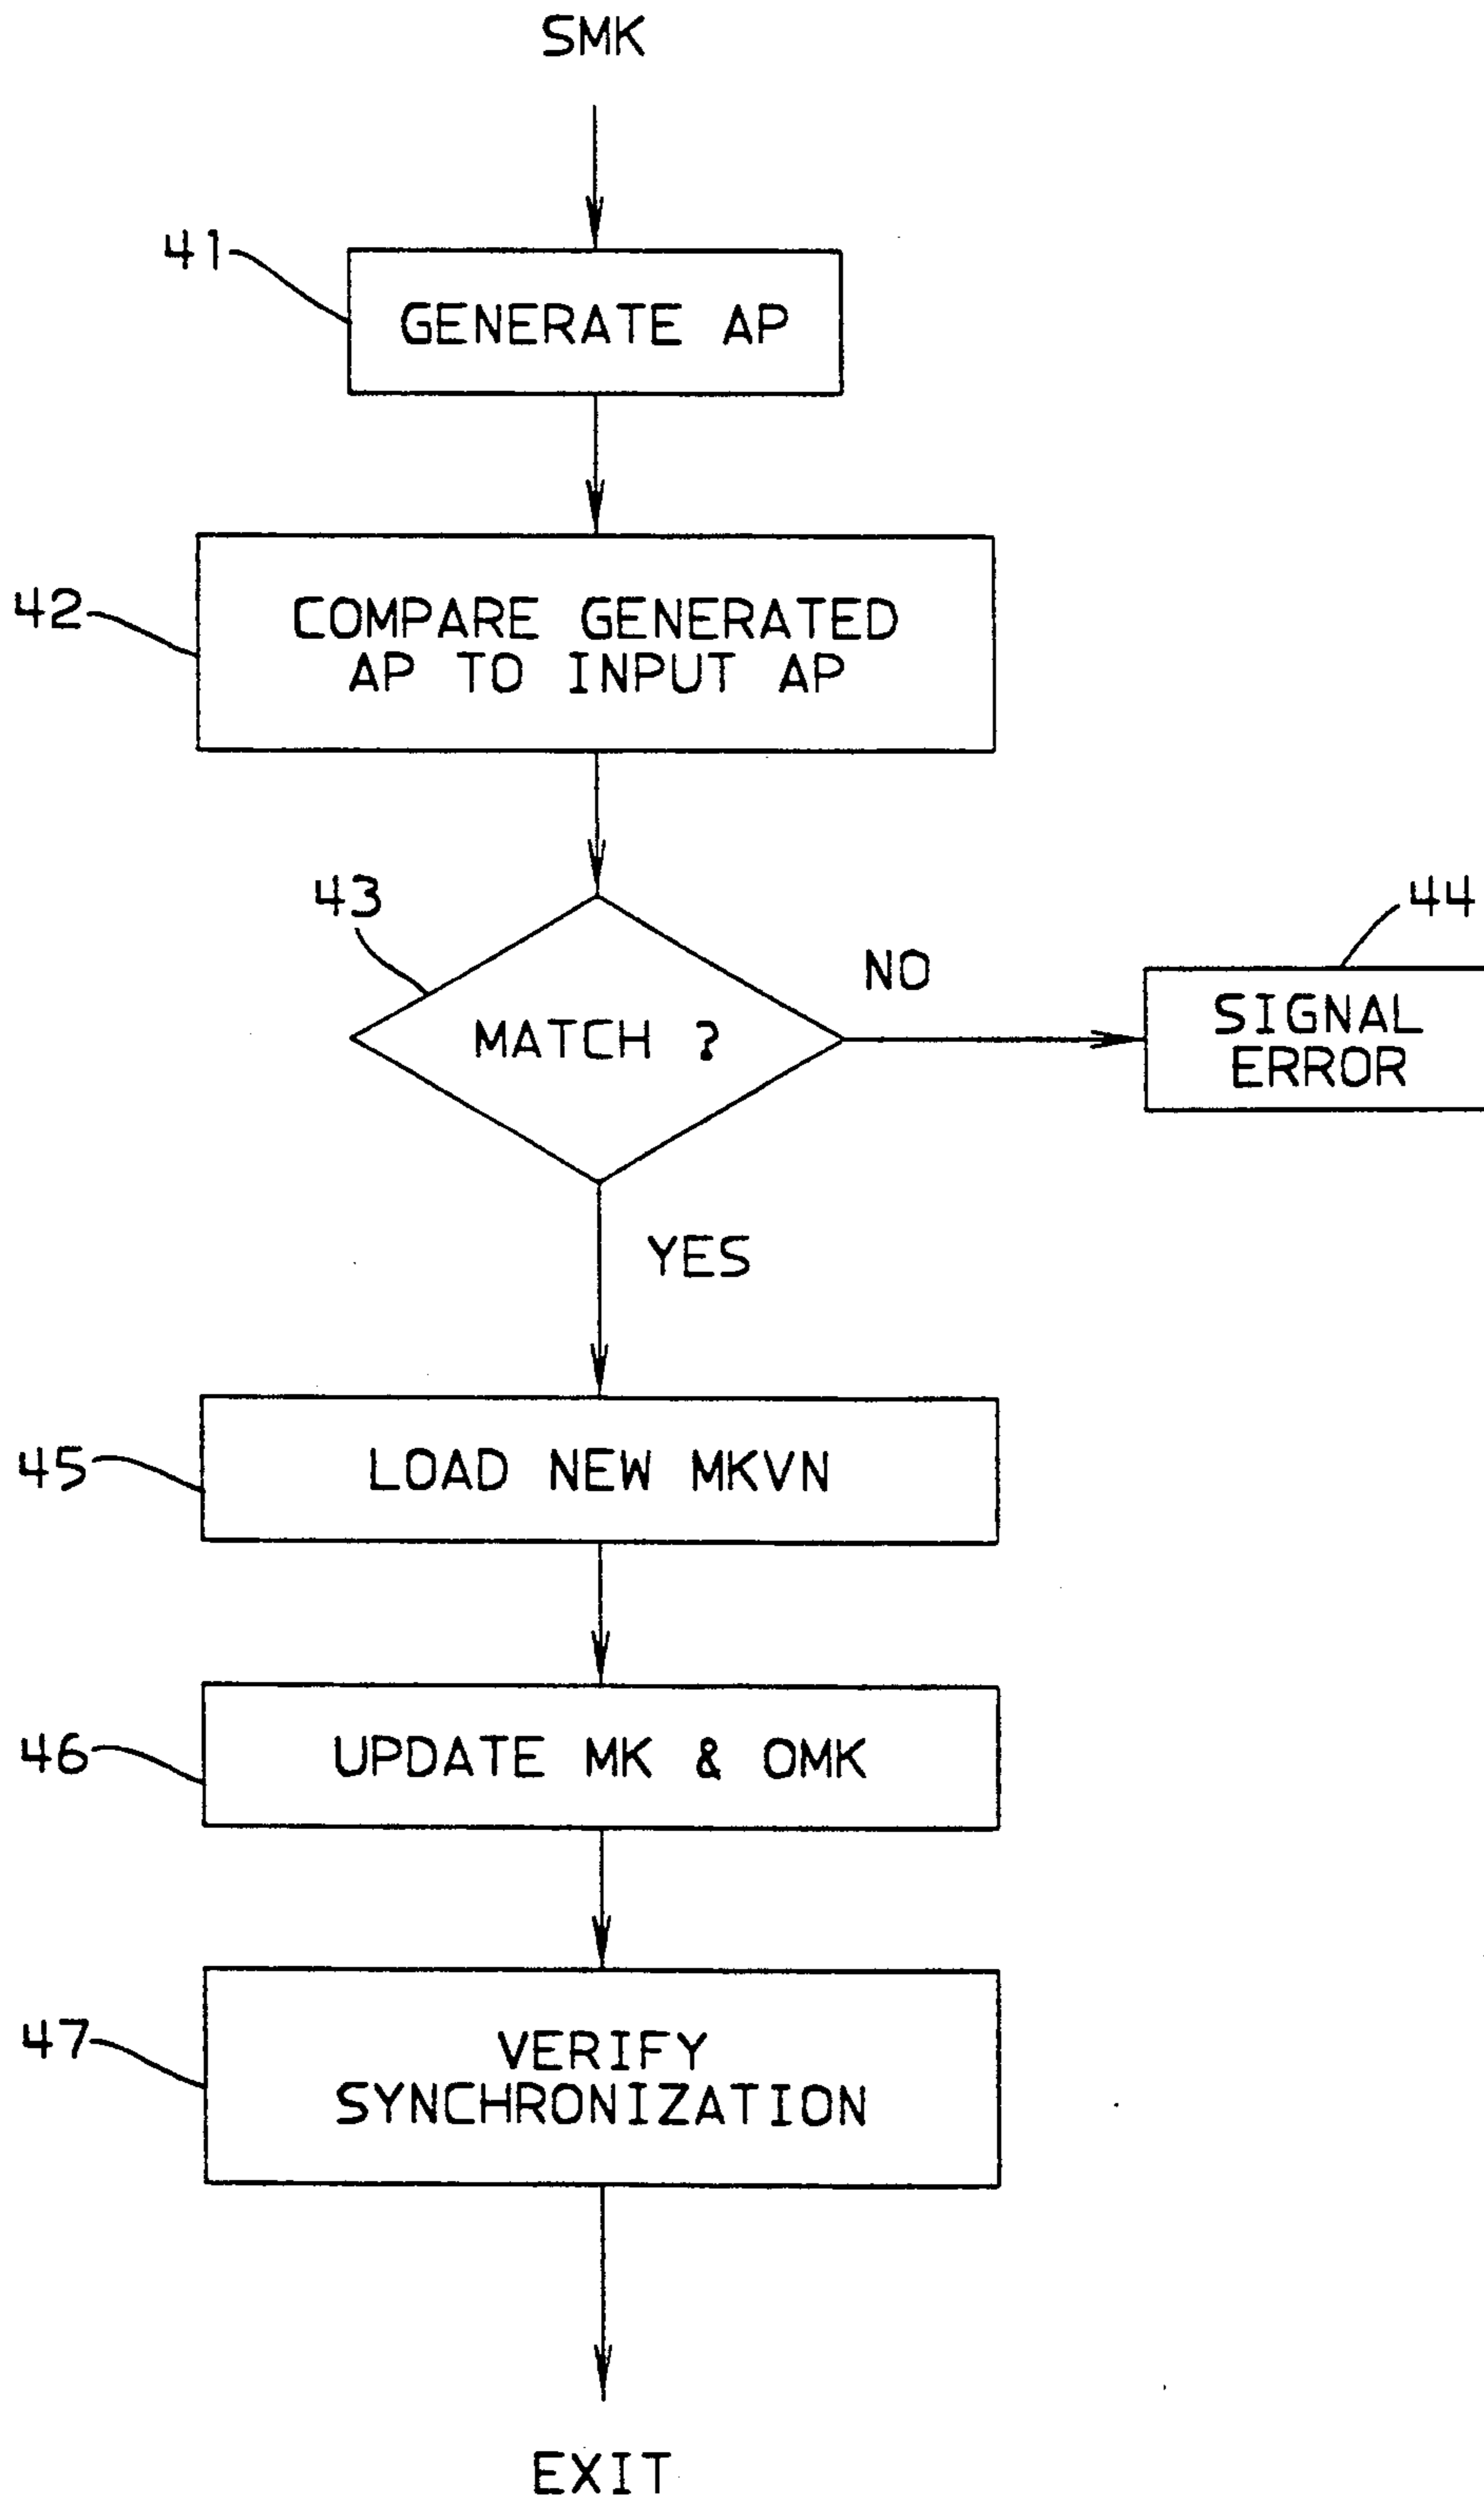 SMK
41
GENERATE AP
42
COMPARE GENERATED
AP TO INPUT AP
43
MATCH ?
NO
44
SIGNAL
ERROR
YES
45
LOAD NEW MKVN
46
UPDATE MK & OMK
47
VERIFY
SYNCHRONIZATION
EXIT